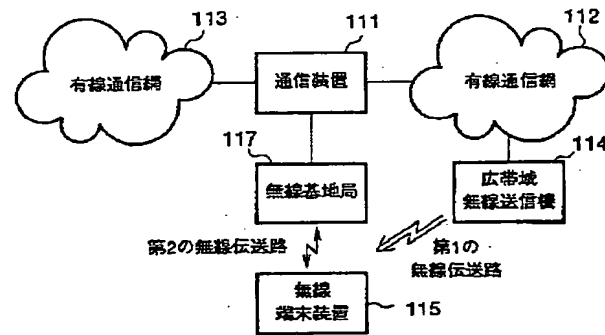 113
111
112
有線通信網
通信装置
有線通信網
117
114
無線基地局
広帯域
無線送信機
第2の無線伝送路
第1の
無線伝送路
無線
端末装置
115